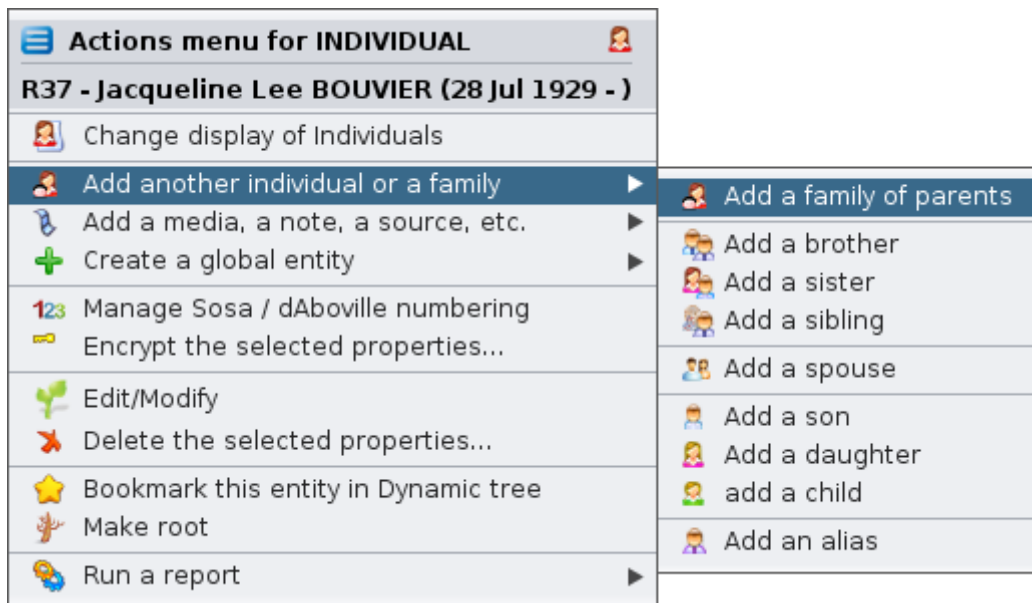 Actions menu for INDIVIDUAL
R37 - Jacqueline Lee BOUVIER (28 Jul 1929 - )
Change display of Individuals
Add another individual or a family
Add a media, a note, a source, etc.
Create a global entity
123 Manage Sosa / dAboville numbering
Encrypt the selected properties...
Edit/Modify
Delete the selected properties...
Bookmark this entity in Dynamic tree
Make root
Run a report
Add a family of parents
Add a brother
Add a sister
Add a sibling
Add a spouse
Add a son
Add a daughter
add a child
Add an alias